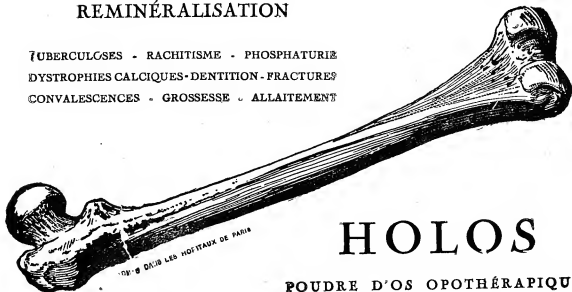 REMINÉRALISATION
TUBERCULOSES - RACHITISME - PHOSPHATURIE
DYSTROPHIES CALCIQUES - DENTITION - FRACTURES
CONVALESCENCES - GROSSESSE - ALLAITEMENT
DANS LES HOPITAUX DE PARIS
HOLOS
POUDRE D'OS OPOTHÉRAPIQU